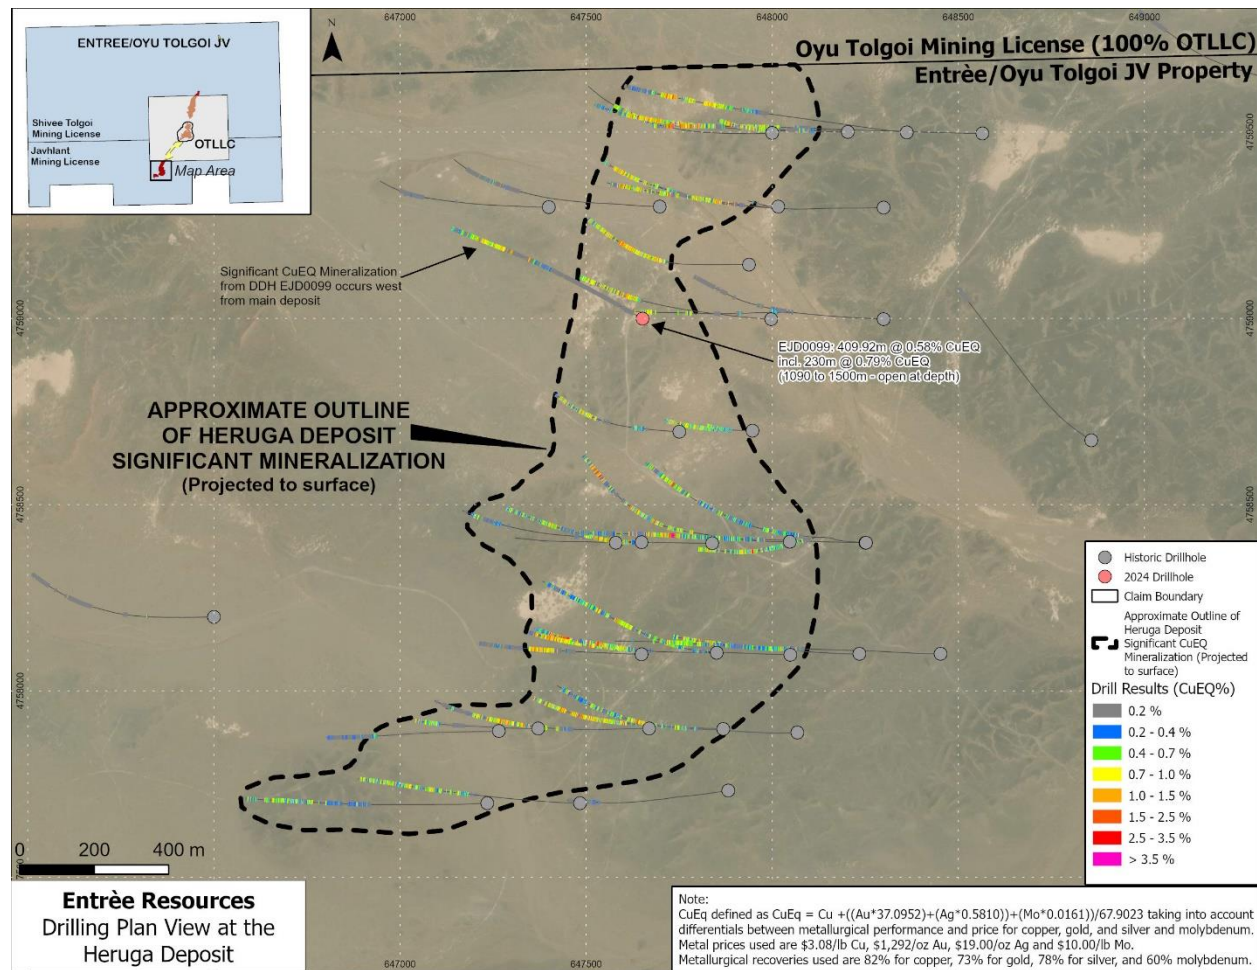 647000
647500
648000
648500
649000
N
Oyu Tolgoi Mining License (100% OTLLC)
Entrèe/Oyu Tolgoi JV Property
ENTREE/OYU TOLGOI JV
Shivee Tolgoi
Mining License
Javhlant
Mining License
OTLLC
Map Area
4759500
4759500
Significant CuEQ Mineralization
from DDH EJD0099 occurs west
from main deposit
4759000
4759000
EJD0099: 409.92m @ 0.58% CuEQ
incl. 230m @ 0.79% CuEQ
(1090 to 1500m - open at depth)
APPROXIMATE OUTLINE
OF HERUGA DEPOSIT
SIGNIFICANT MINERALIZATION
(Projected to surface)
4758500
4758500
Historic Drillhole
2024 Drillhole
Claim Boundary
Approximate Outline of
Heruga Deposit
Significant CuEQ
Mineralization (Projected
to surface)
Drill Results (CuEQ%)
0.2 %
0.2 - 0.4 %
0.4 - 0.7 %
0.7 - 1.0 %
1.0 - 1.5 %
1.5 - 2.5 %
2.5 - 3.5 %
> 3.5 %
4758000
0 200 400 m
Entrèe Resources
Drilling Plan View at the
Heruga Deposit
Note:
CuEq defined as CuEq = Cu +((Au*37.0952)+(Ag*0.5810))+(Mo*0.0161))/67.9023 taking into account
differentials between metallurgical performance and price for copper, gold, and silver and molybdenum.
Metal prices used are $3.08/lb Cu, $1,292/oz Au, $19.00/oz Ag and $10.00/lb Mo.
Metallurgical recoveries used are 82% for copper, 73% for gold, 78% for silver, and 60% molybdenum.
647000
647500